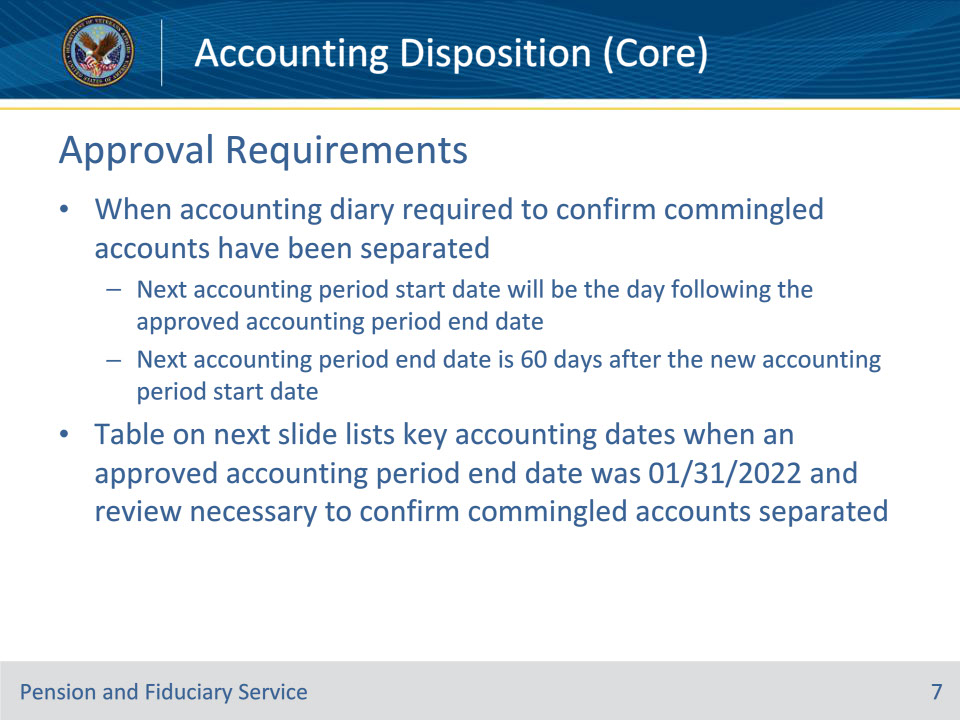 Accounting Disposition (Core)
Approval Requirements
• When accounting diary required to confirm commingled
accounts have been separated
– Next accounting period start date will be the day following the
approved accounting period end date
– Next accounting period end date is 60 days after the new accounting
period start date
• Table on next slide lists key accounting dates when an
approved accounting period end date was 01/31/2022 and
review necessary to confirm commingled accounts separated
Pension and Fiduciary Service
7